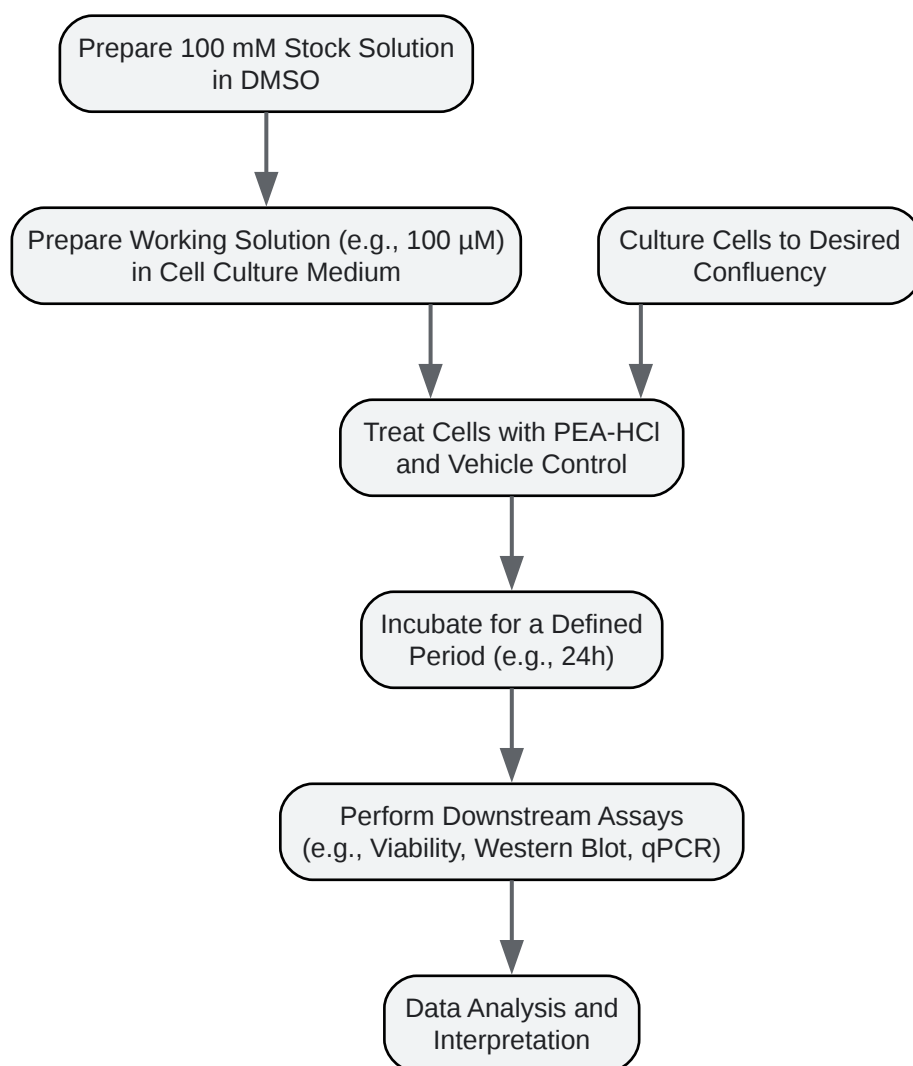 Prepare 100 mM Stock Solution
in DMSO
Prepare Working Solution (e.g., 100 µM)
in Cell Culture Medium
Culture Cells to Desired
Confluency
Treat Cells with PEA-HCl
and Vehicle Control
Incubate for a Defined
Period (e.g., 24h)
Perform Downstream Assays
(e.g., Viability, Western Blot, qPCR)
Data Analysis and
Interpretation